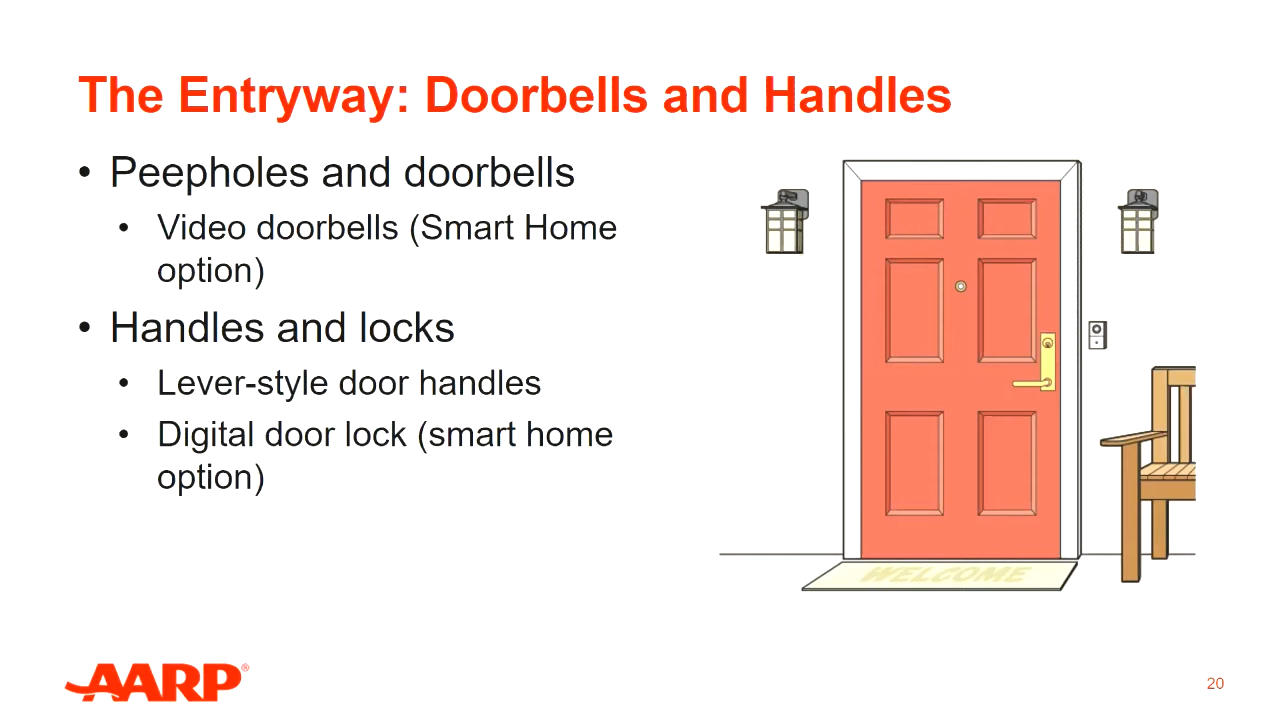 The Entryway: Doorbells and Handles
• Peepholes and doorbells
• Video doorbells (Smart Home
option)
• Handles and locks
• Lever-style door handles
• Digital door lock (smart home
option)
WELCOME
AARP®
20